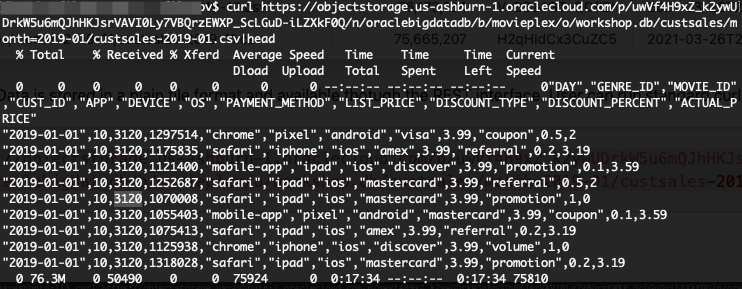 v$ curl https://objectstorage.us-ashburn-1.oraclecloud.com/p/uwVf4H9xZ_k2ywUj
DrkW5u6mQJhHKJsrVAVI0Ly7VBQrzEWXP_ScLGuD-iLZXkF0Q/n/oraclebigdatadb/b/movieplex/o/workshop.db/custsales/m
onth=2019-01/custsales-2019-01.csv|head
75,665,207 H2qHIdCx3CuZC5 2021-03-26T2
% Total % Received % Xferd Average Speed Time Time Time Current
Dload Upload Total Spent Left Speed
0 0 0 0 0 0 0 0 --:--:-- --:--:-- --:--:-- 0"DAY","GENRE_ID","MOVIE_ID"
,"CUST_ID","APP","DEVICE","OS","PAYMENT_METHOD","LIST_PRICE","DISCOUNT_TYPE","DISCOUNT_PERCENT","ACTUAL_P
RICE"
"2019-01-01",10,3120,1297514,"chrome","pixel","android","visa",3.99,"coupon",0.5,2
"2019-01-01",10,3120,1175835,"safari","iphone","ios","amex",3.99,"referral",0.2,3.19
"2019-01-01",10,3120,1121400,"mobile-app","ipad","ios","discover",3.99,"promotion",0.1,3.59
"2019-01-01",10,3120,1252687,"safari","ipad","ios","mastercard",3.99,"referral",0.5,2
"2019-01-01",10,3120,1070008,"safari","ipad","ios","mastercard",3.99,"promotion",1,0
"2019-01-01",10,3120,1055403,"mobile-app","pixel","android","mastercard",3.99,"coupon",0.1,3.59
"2019-01-01",10,3120,1075413,"safari","ipad","ios","amex",3.99,"referral",0.2,3.19
"2019-01-01",10,3120,1125938,"chrome","iphone","ios","discover",3.99,"volume",1,0
"2019-01-01",10,3120,1318028,"safari","ipad","ios","mastercard",3.99,"promotion",0.2,3.19
0 76.3M 0 50490 0 0 75924 0 0:17:34 --:--:-- 0:17:34 75810